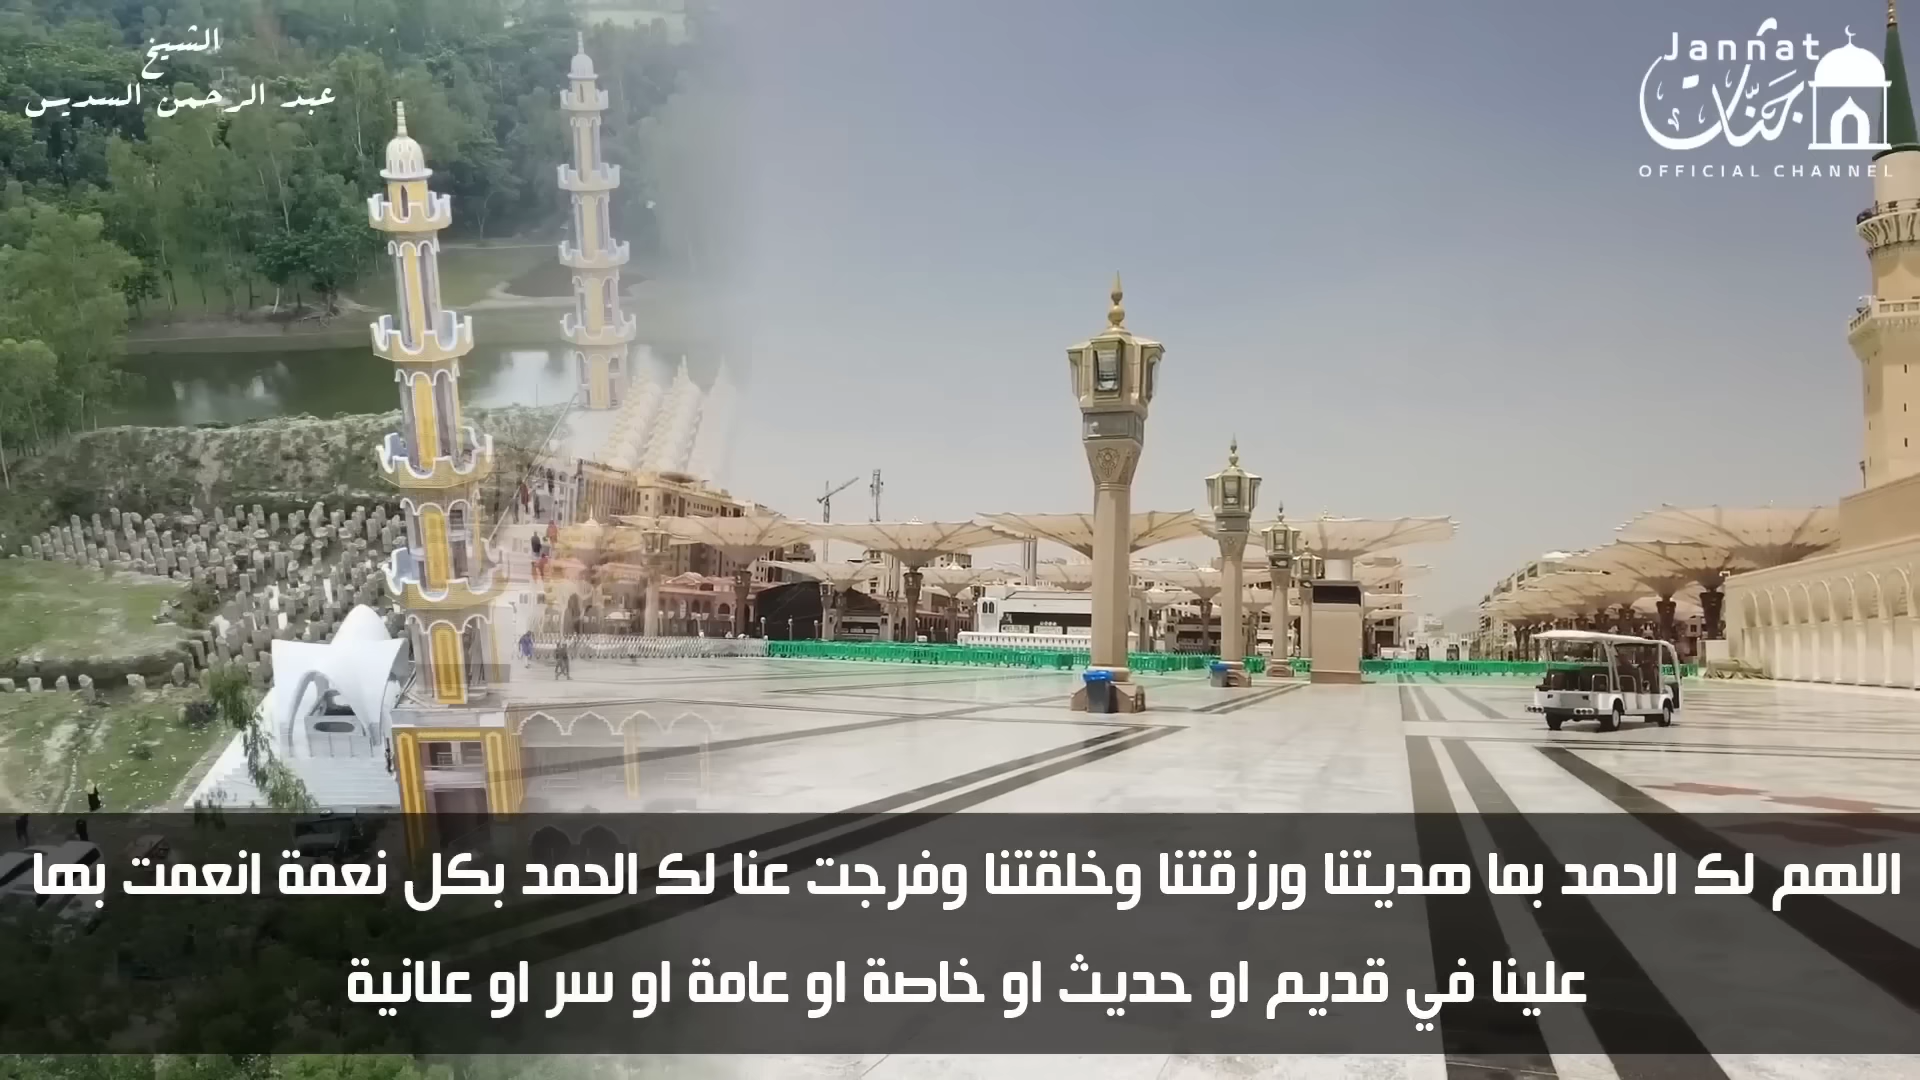 الشيخ
عبد الرحمن السديس
Jannat
جنات
OFFICIAL CHANNEL
اللهم لك الحمد بما هديتنا ورزقتنا وخلقتنا وفرجت عنا لك الحمد بكل نعمة انعمت بها
علينا في قديم او حديث او خاصة او عامة او سر او علانية